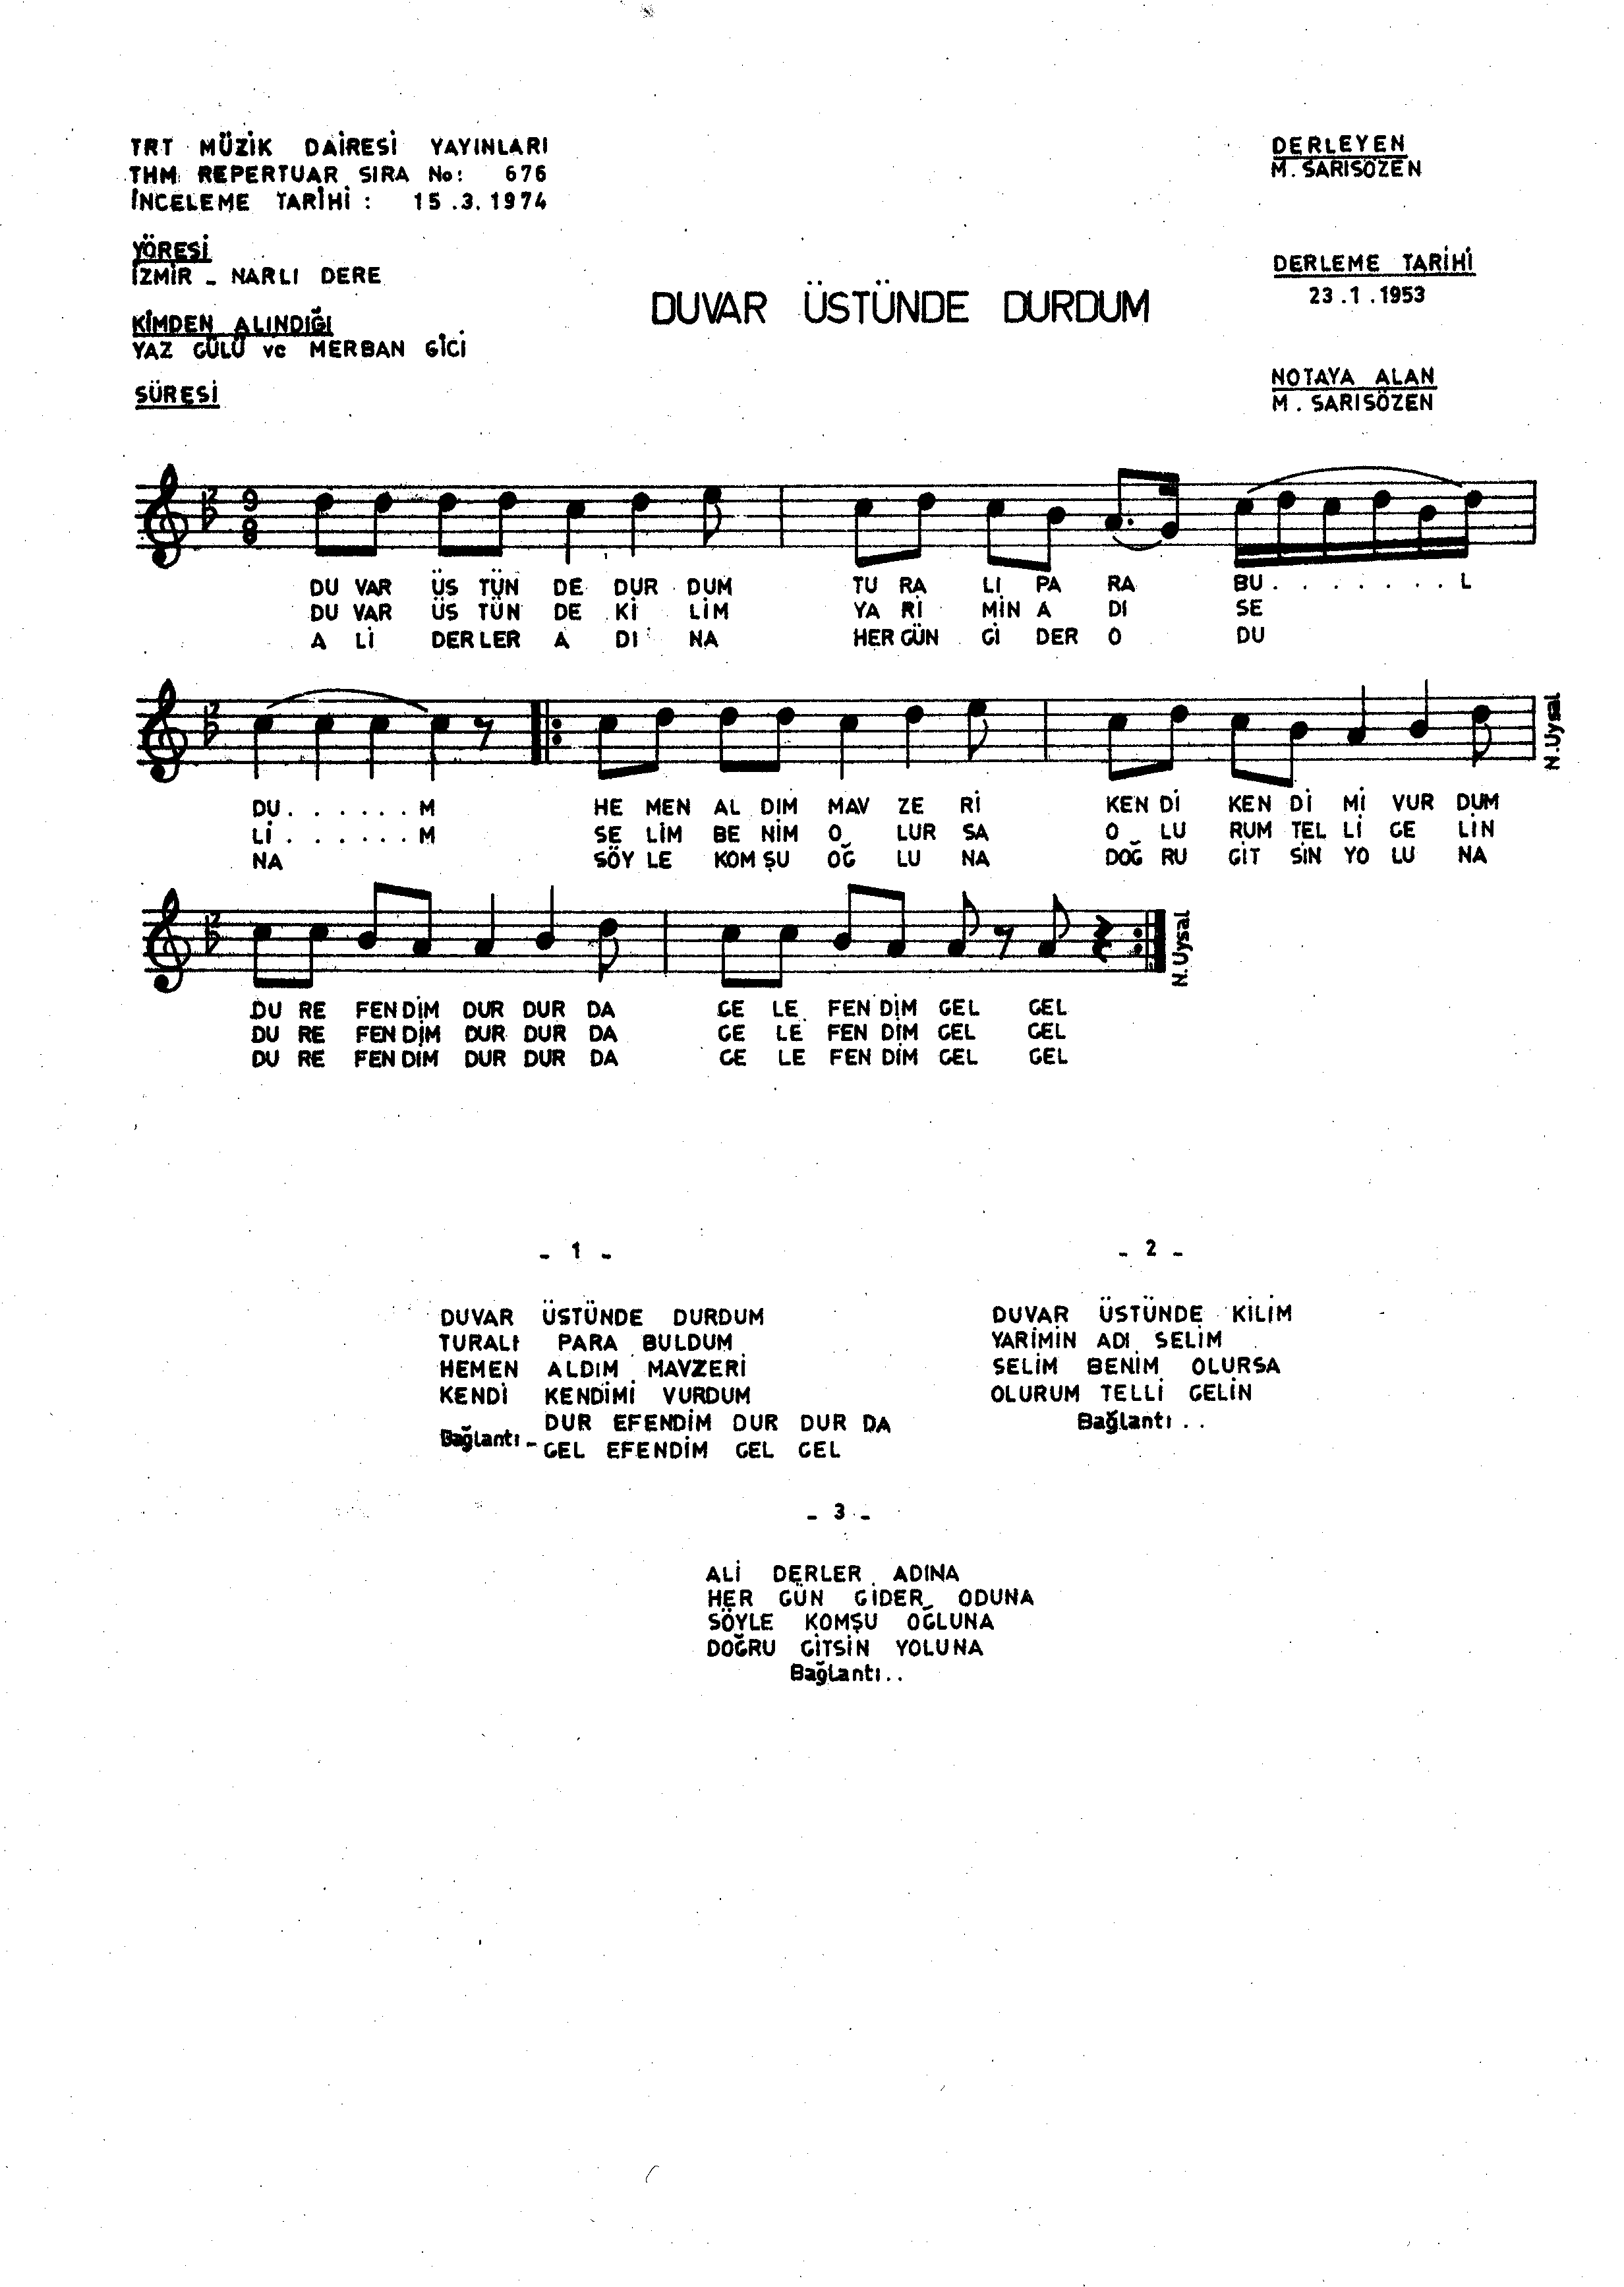 TRT MÜZİK DAİRESİ YAYINLARI
THM REPERTUAR SIRA No: 676
İNCELEME TARİHİ : 15.3.1974
YÖRESİ
İZMİR - NARLI DERE
KİMDEN ALINDIĞI
YAZ GÜLÜ ve MERBAN GİCİ
SÜRESİ
DUVAR ÜSTÜNDE DURDUM
DERLEYEN
M. SARISÖZEN
DERLEME TARİHİ
23.1.1953
NOTAYA ALAN
M. SARISÖZEN
9
8
DU VAR ÜS TÜN DE DUR DUM TU RA LI PA RA BU . . . . . . . L
DU VAR ÜS TÜN DE Kİ LİM YA Rİ MİN A DI SE
A Lİ DER LER A DI NA HER GÜN Gİ DER O DU
N.Uysal
DU . . . . . . M HE MEN AL DIM MAV ZE Rİ KEN Dİ KEN Dİ Mİ VUR DUM
Lİ . . . . . . M SE LİM BE NİM O LUR SA O LU RUM TEL Lİ GE LİN
NA SÖY LE KOM ŞU OĞ LU NA DOĞ RU GİT SİN YO LU NA
N.Uysal
DU RE FEN DİM DUR DUR DA GE LE FEN DİM GEL GEL
DU RE FEN DİM DUR DUR DA GE LE FEN DİM GEL GEL
DU RE FEN DİM DUR DUR DA GE LE FEN DİM GEL GEL
- 1 -
DUVAR ÜSTÜNDE DURDUM
TURALI PARA BULDUM
HEMEN ALDIM MAVZERİ
KENDİ KENDİMİ VURDUM
DUR EFENDİM DUR DUR DA
Bağlantı -
GEL EFENDİM GEL GEL
- 2 -
DUVAR ÜSTÜNDE KİLİM
YARİMİN ADI SELİM
SELİM BENİM OLURSA
OLURUM TELLİ GELİN
Bağlantı . .
- 3 -
ALİ DERLER ADINA
HER GÜN GİDER ODUNA
SÖYLE KOMŞU OĞLUNA
DOĞRU GİTSİN YOLUNA
Bağlantı . .